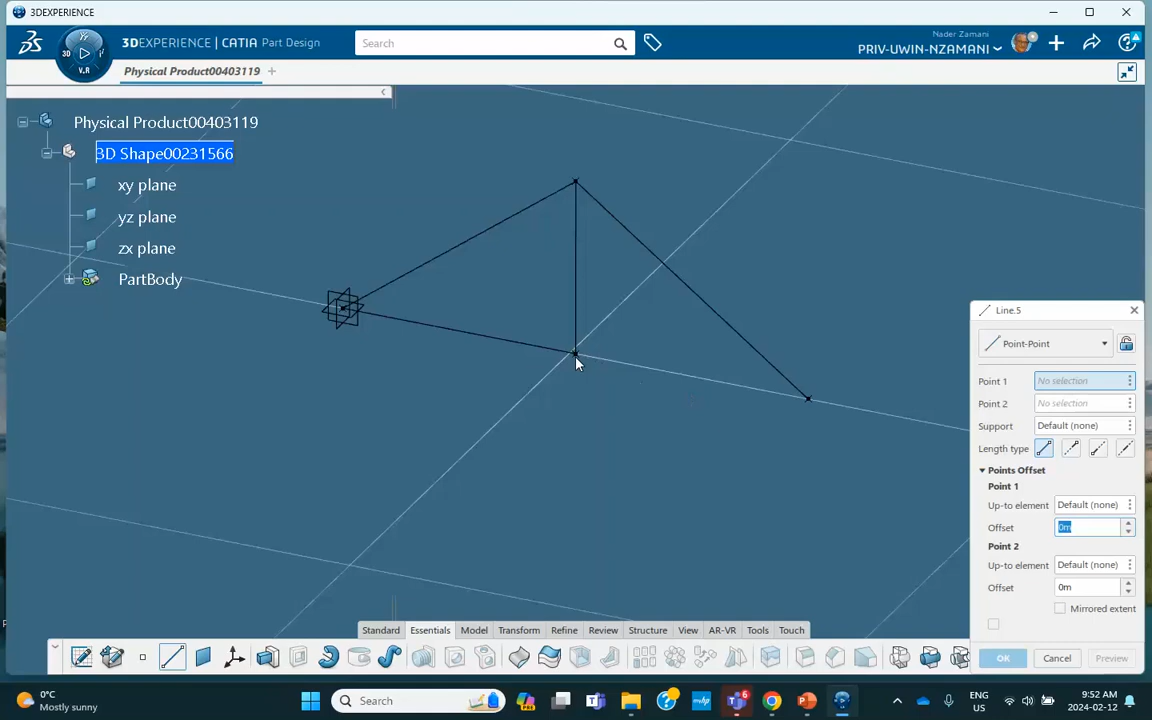 3DEXPERIENCE
3DEXPERIENCE | CATIA Part Design
Search
Nader Zamani
PRIV-UWIN-NZAMANI
3D
V.R
Physical Product00403119
Physical Product00403119
3D Shape00231566
xy plane
yz plane
zx plane
PartBody
Line.5
Point-Point
Point 1 No selection
Point 2 No selection
Support Default (none)
Length type
Points Offset
Point 1
Up-to element Default (none)
Offset 0m
Point 2
Up-to element Default (none)
Offset 0m
Mirrored extent
OK Cancel Preview
Standard Essentials Model Transform Refine Review Structure View AR-VR Tools Touch
0°C
Mostly sunny
Search
6
ENG
US
9:52 AM
2024-02-12